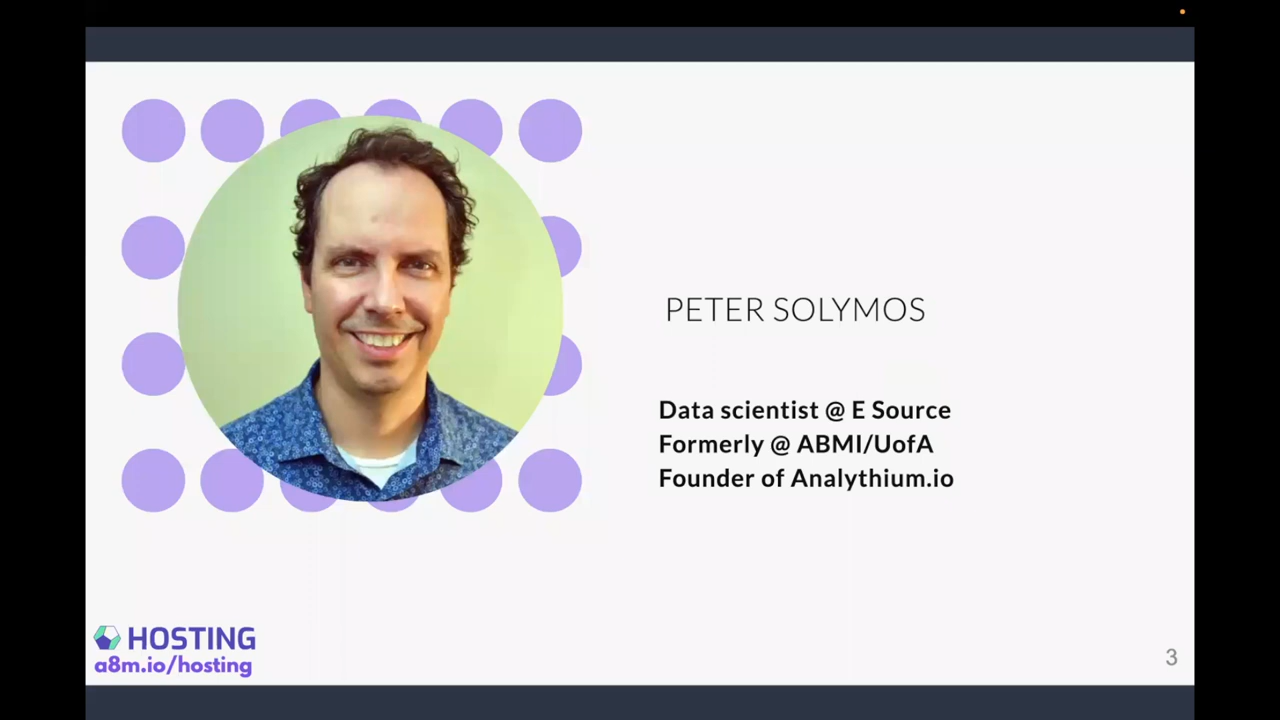 PETER SOLYMOS
Data scientist @ E Source
Formerly @ ABMI/UofA
Founder of Analythium.io
HOSTING
a8m.io/hosting
3